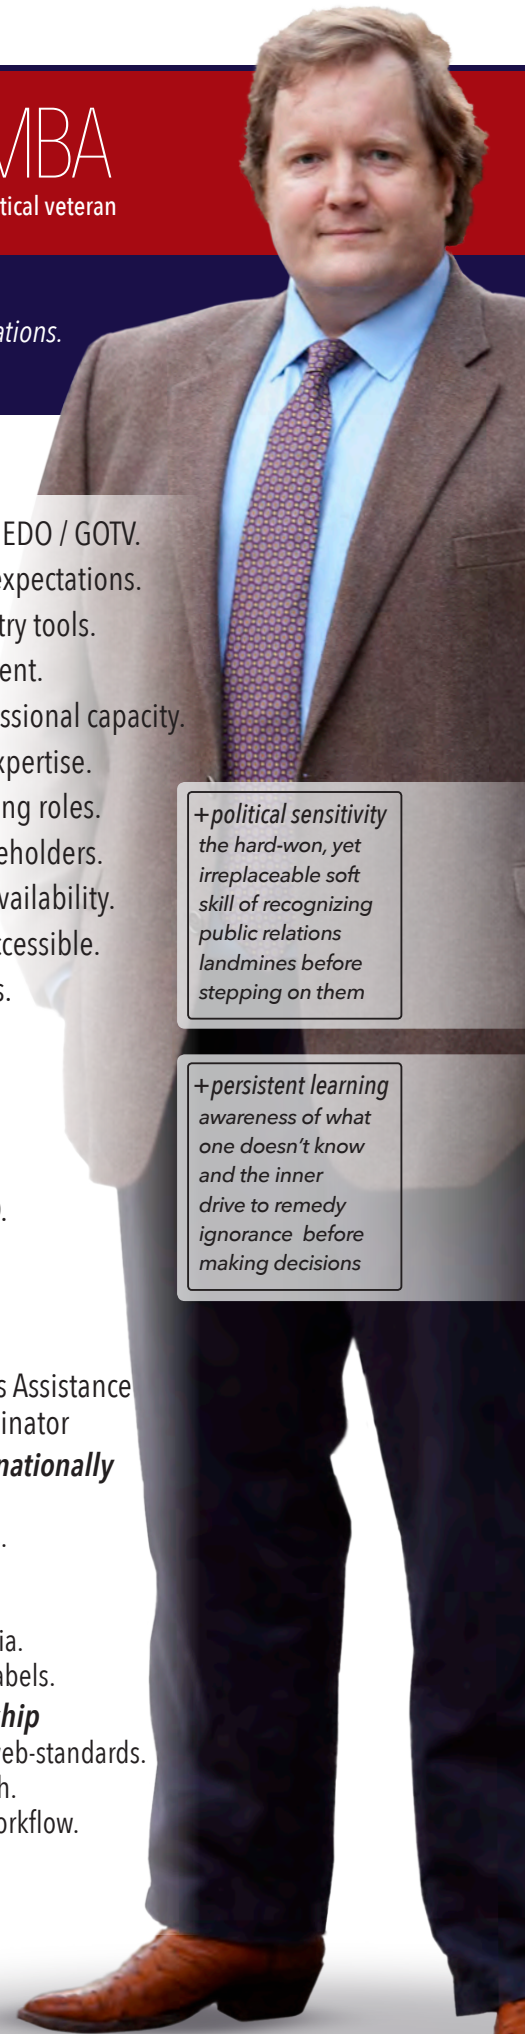 MBA
tical veteran
ations.
EDO / GOTV.
expectations.
try tools.
ent.
ssional capacity.
xpertise.
ng roles.
eholders.
vailability.
ccessible.
s.
+political sensitivity
the hard-won, yet
irreplaceable soft
skill of recognizing
public relations
landmines before
stepping on them
+persistent learning
awareness of what
one doesn't know
and the inner
drive to remedy
ignorance before
making decisions
s Assistance
inator
nationally
ia.
abels.
hip
eb-standards.
h.
orkflow.